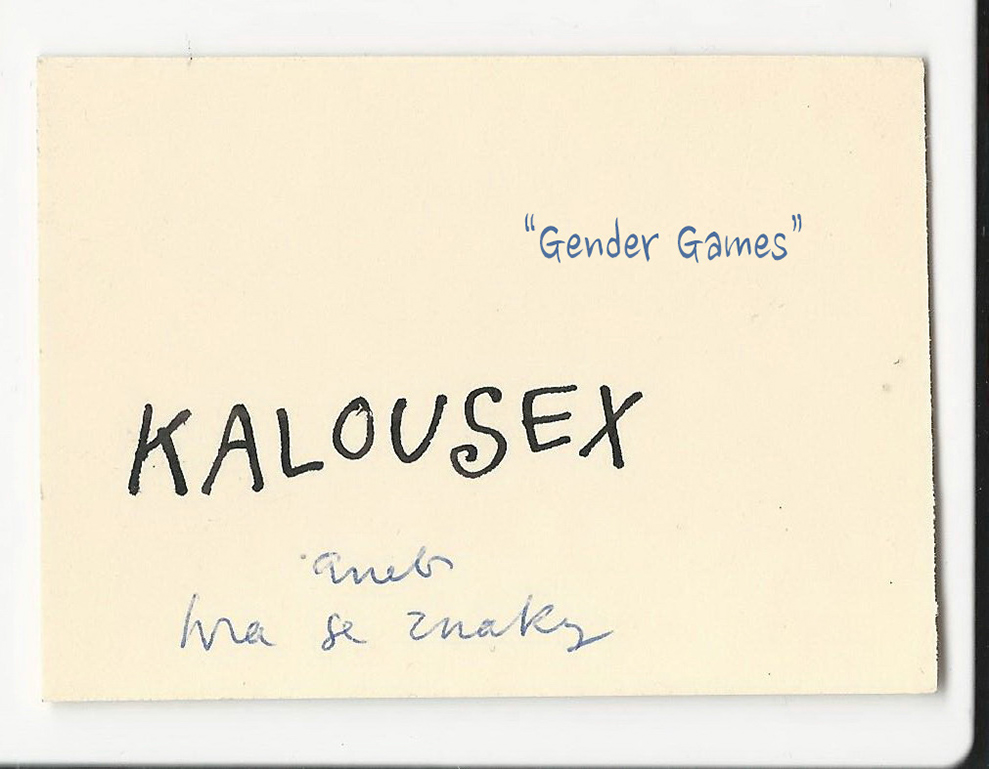 “Gender Games”
KALOUSEX
aneb
hra se znaky